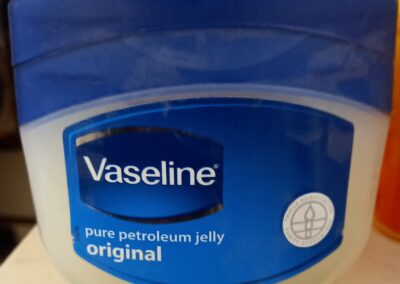 Vaseline®
pure petroleum jelly
original